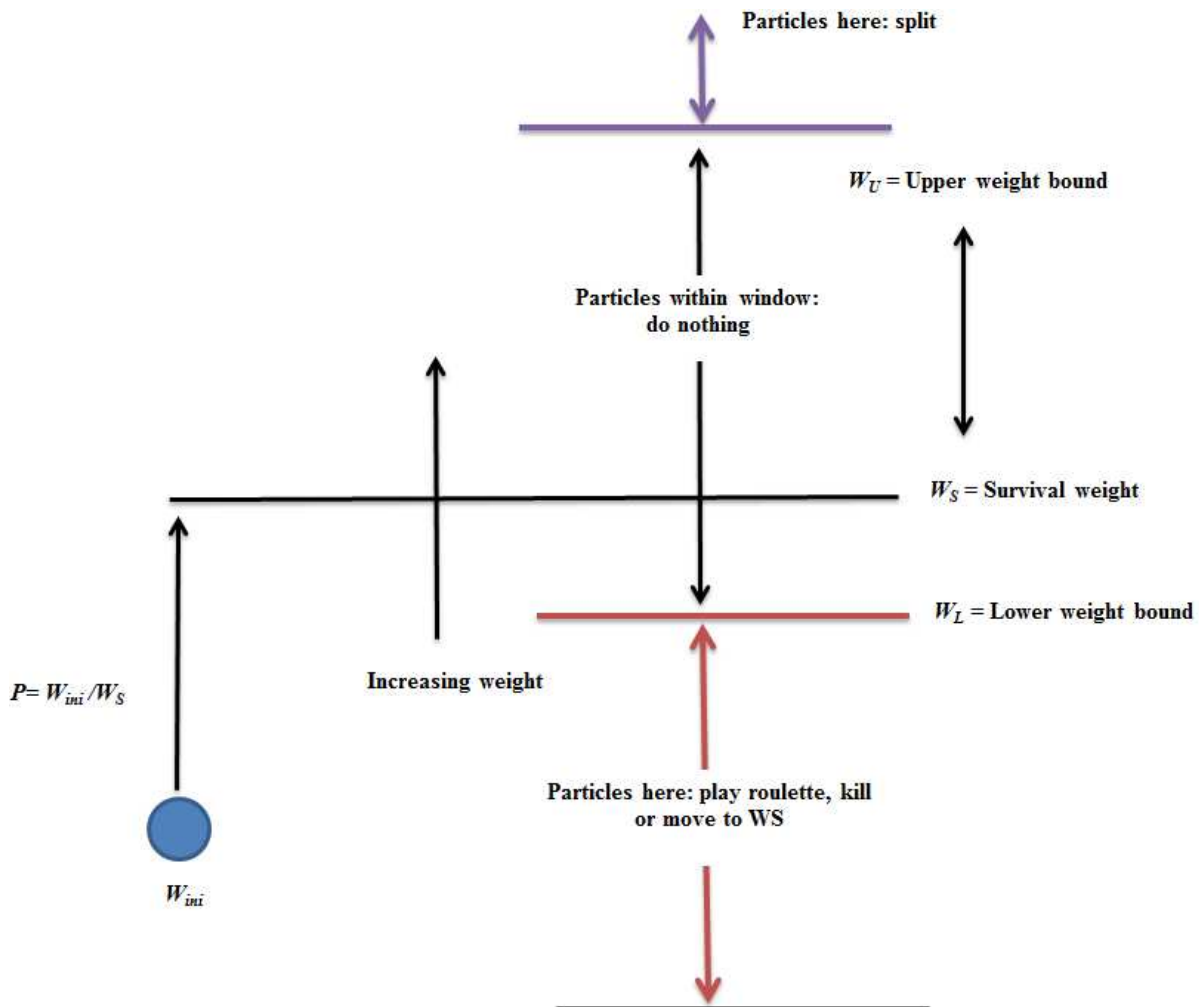 Particles here: split
W_U = Upper weight bound
Particles within window:
do nothing
W_S = Survival weight
W_L = Lower weight bound
Increasing weight
P= W_ini /W_S
Particles here: play roulette, kill
or move to WS
W_ini